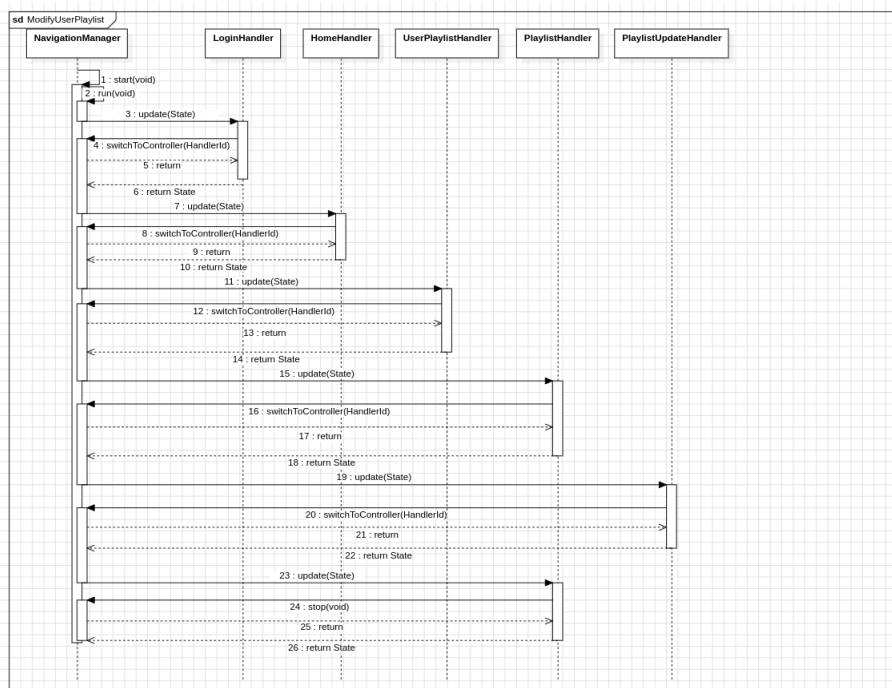 sd ModifyUserPlaylist
NavigationManager
LoginHandler
HomeHandler
UserPlaylistHandler
PlaylistHandler
PlaylistUpdateHandler
1 : start(void)
2 : run(void)
3 : update(State)
4 : switchToController(HandlerId)
5 : return
6 : return State
7 : update(State)
8 : switchToController(HandlerId)
9 : return
10 : return State
11 : update(State)
12 : switchToController(HandlerId)
13 : return
14 : return State
15 : update(State)
16 : switchToController(HandlerId)
17 : return
18 : return State
19 : update(State)
20 : switchToController(HandlerId)
21 : return
22 : return State
23 : update(State)
24 : stop(void)
25 : return
26 : return State